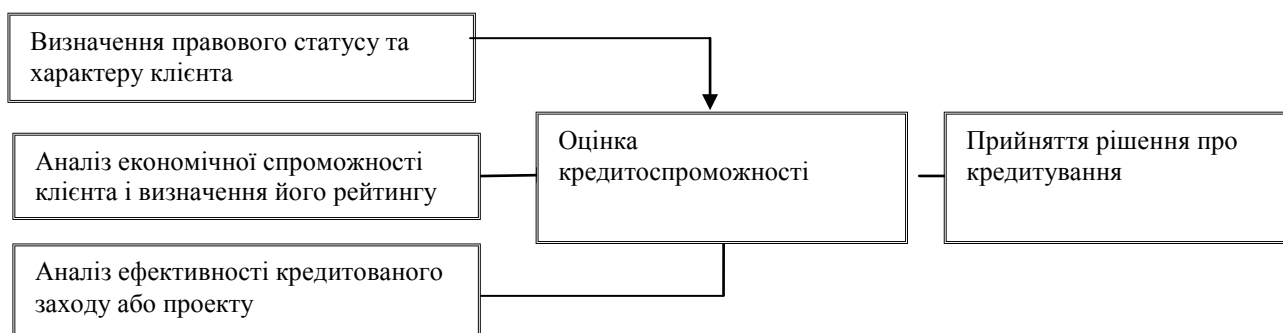 Визначення правового статусу та
характеру клієнта
Аналіз економічної спроможності
клієнта і визначення його рейтингу
Аналіз ефективності кредитованого
заходу або проекту
Оцінка
кредитоспроможності
Прийняття рішення про
кредитування